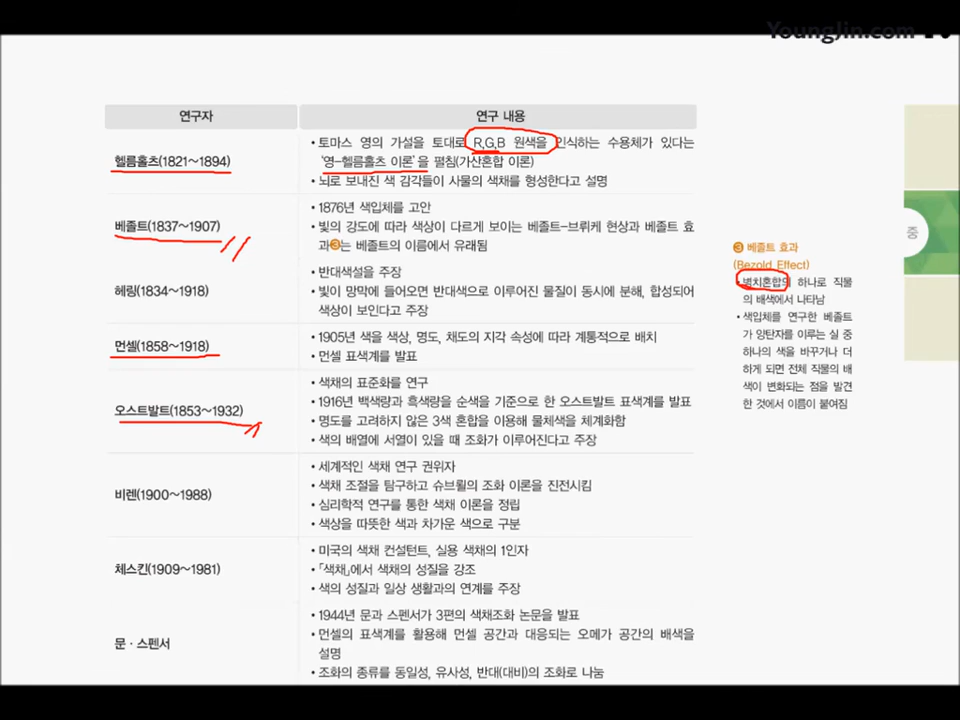 YoungJin.com
연구자 연구 내용
헬름홀츠(1821~1894)
• 토마스 영의 가설을 토대로 R,G,B 원색을 인식하는 수용체가 있다는
'영-헬름홀츠 이론'을 펼침(가산혼합 이론)
• 뇌로 보내진 색 감각들이 사물의 색채를 형성한다고 설명
베졸트(1837~1907)
• 1876년 색입체를 고안
• 빛의 강도에 따라 색상이 다르게 보이는 베졸트-브뤼케 현상과 베졸트 효
과❸는 베졸트의 이름에서 유래됨
헤링(1834~1918)
• 반대색설을 주장
• 빛이 망막에 들어오면 반대색으로 이루어진 물질이 동시에 분해, 합성되어
색상이 보인다고 주장
먼셀(1858~1918)
• 1905년 색을 색상, 명도, 채도의 지각 속성에 따라 계통적으로 배치
• 먼셀 표색계를 발표
오스트발트(1853~1932)
• 색채의 표준화를 연구
• 1916년 백색량과 흑색량을 순색을 기준으로 한 오스트발트 표색계를 발표
• 명도를 고려하지 않은 3색 혼합을 이용해 물체색을 체계화함
• 색의 배열에 서열이 있을 때 조화가 이루어진다고 주장
비렌(1900~1988)
• 세계적인 색채 연구 권위자
• 색채 조절을 탐구하고 슈브뢸의 조화 이론을 진전시킴
• 심리학적 연구를 통한 색채 이론을 정립
• 색상을 따뜻한 색과 차가운 색으로 구분
체스킨(1909~1981)
• 미국의 색채 컨설턴트, 실용 색채의 1인자
• 「색채」에서 색채의 성질을 강조
• 색의 성질과 일상 생활과의 연계를 주장
문·스펜서
• 1944년 문과 스펜서가 3편의 색채조화 논문을 발표
• 먼셀의 표색계를 활용해 먼셀 공간과 대응되는 오메가 공간의 배색을
설명
• 조화의 종류를 동일성, 유사성, 반대(대비)의 조화로 나눔
❸ 베졸트 효과
(Bezold Effect)
• 병치혼합의 하나로 직물
의 배색에서 나타남
• 색입체를 연구한 베졸트
가 양탄자를 이루는 실 중
하나의 색을 바꾸거나 더
하게 되면 전체 직물의 배
색이 변화되는 점을 발견
한 것에서 이름이 붙여짐
중